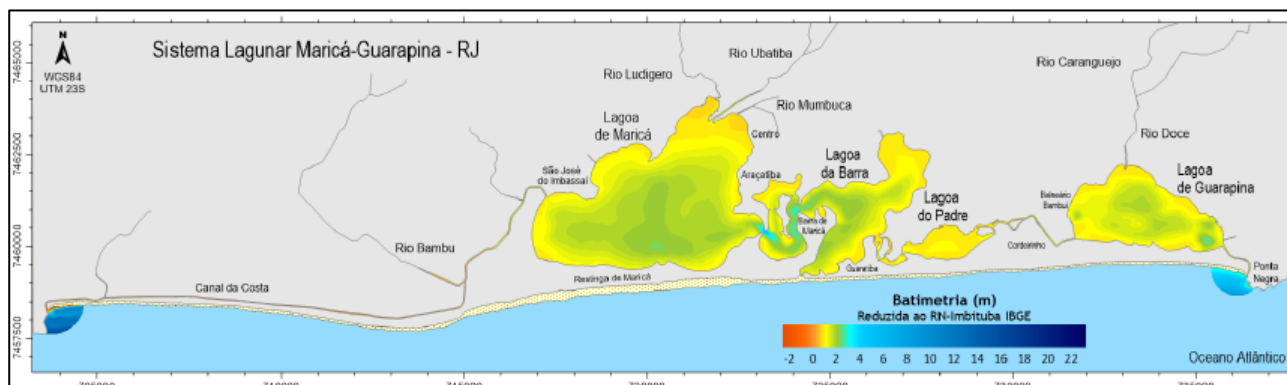 Sistema Lagunar Maricá-Guarapina - RJ
N
WGS84
UTM 23S
7465000
7462500
7460000
7457500
Rio Ubatiba
Rio Ludigero
Rio Mumbuca
Rio Caranguejo
Rio Doce
Lagoa
de Maricá
Centro
São José
do Imbassaí
Araçatiba
Lagoa
da Barra
Barra de
Maricá
Lagoa
do Padre
Balneário
Bambuí
Lagoa
de Guarapina
Rio Bambu
Canal da Costa
Restinga de Maricá
Guaratiba
Cordeirinho
Ponta
Negra
Batimetria (m)
Reduzida ao RN-Imbituba IBGE
-2 0 2 4 6 8 10 12 14 16 18 20 22
Oceano Atlântico